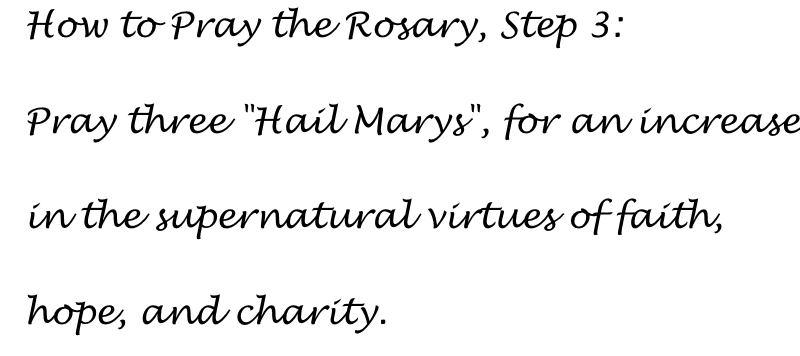 How to Pray the Rosary, Step 3:
Pray three "Hail Marys", for an increase
in the supernatural virtues of faith,
hope, and charity.